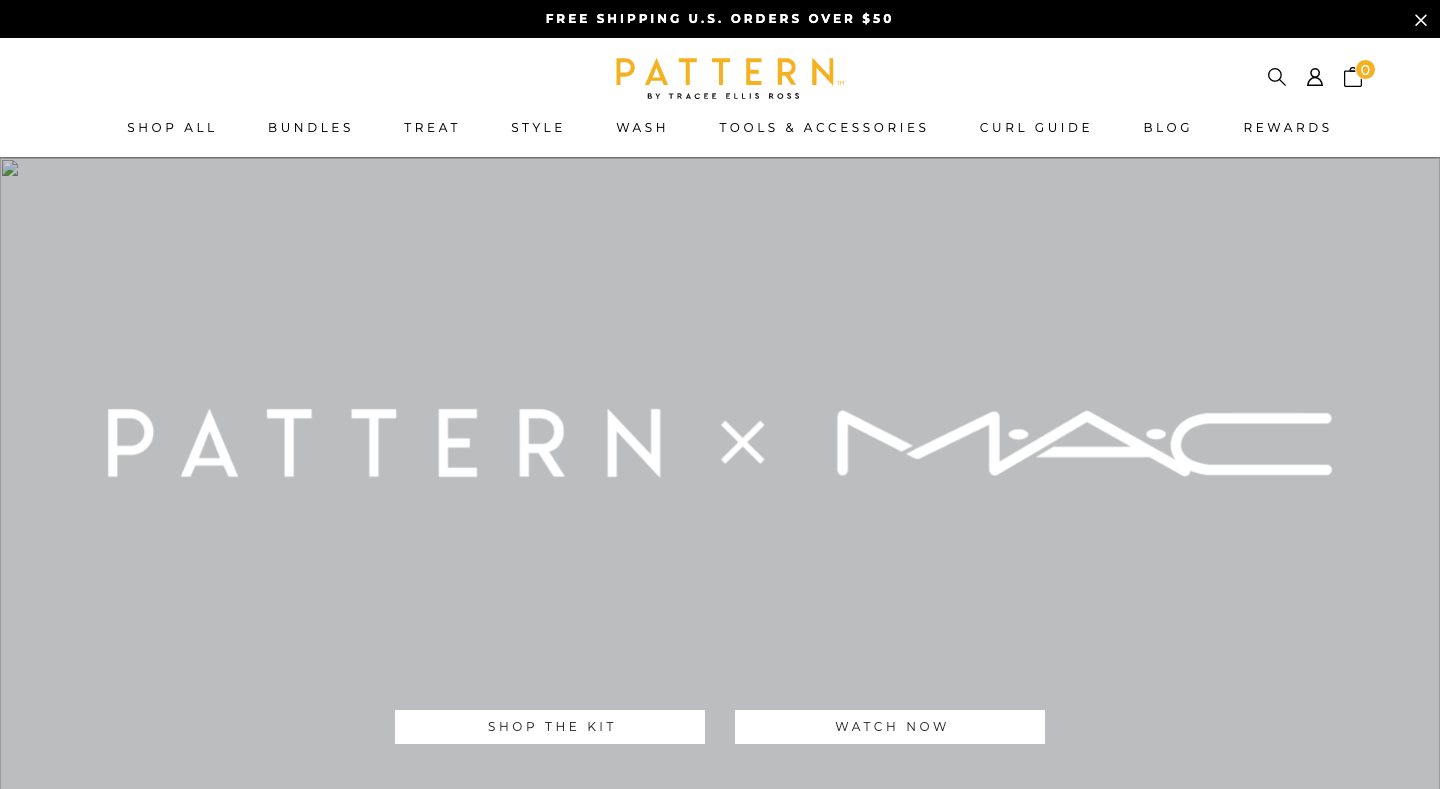 FREE SHIPPING U.S. ORDERS OVER $50
PATTERN™
BY TRACEE ELLIS ROSS
0
SHOP ALL BUNDLES TREAT STYLE WASH TOOLS & ACCESSORIES CURL GUIDE BLOG REWARDS
PATTERN × M·A·C
SHOP THE KIT WATCH NOW